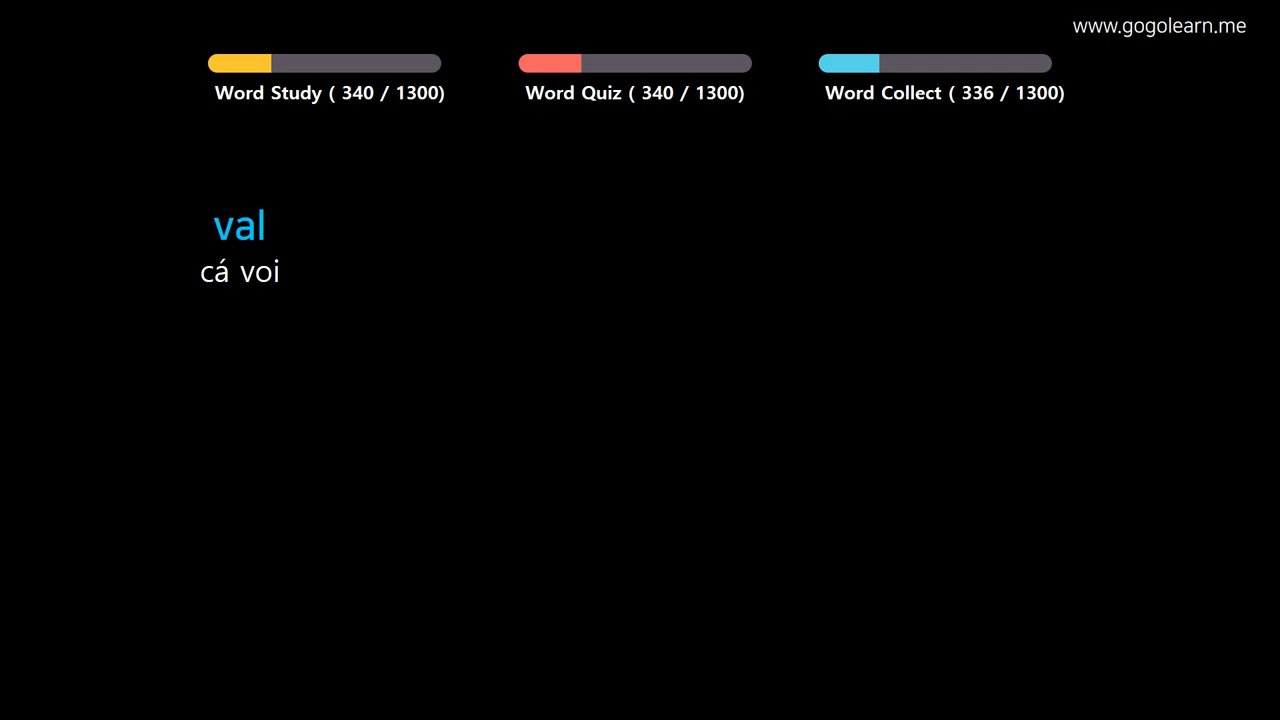 www.gogolearn.me
Word Study ( 340 / 1300)
Word Quiz ( 340 / 1300)
Word Collect ( 336 / 1300)
val
cá voi